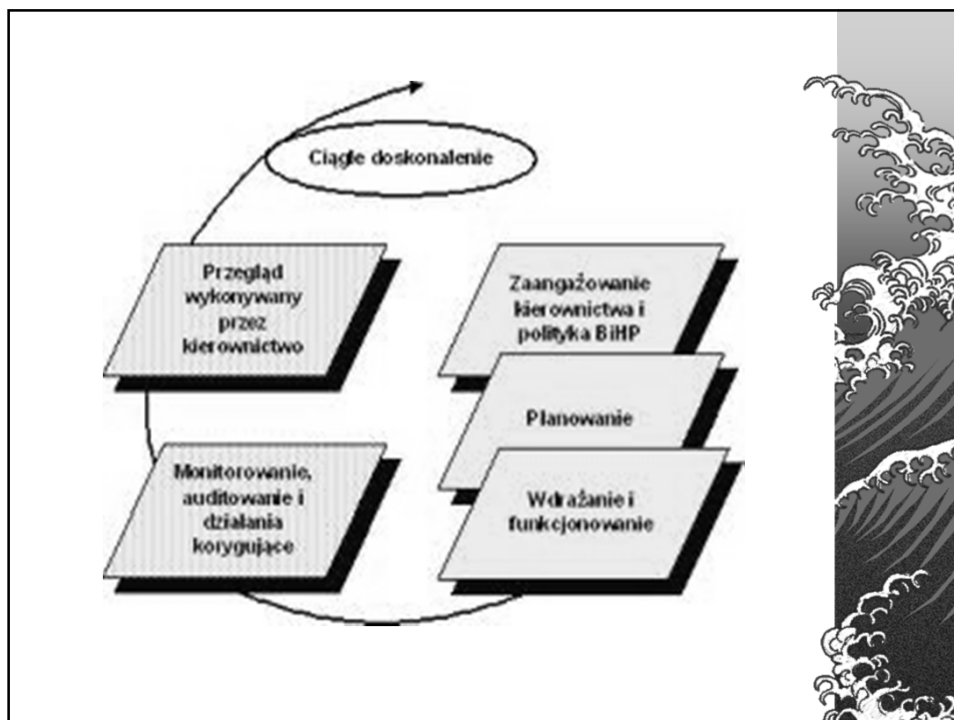 Ciągłe doskonalenie
Przegląd
wykonywany
przez
kierownictwo
Zaangażowanie
kierownictwa i
polityka BiHP
Planowanie
Monitorowanie,
auditowanie i
działania
korygujące
Wdrażanie i
funkcjonowanie